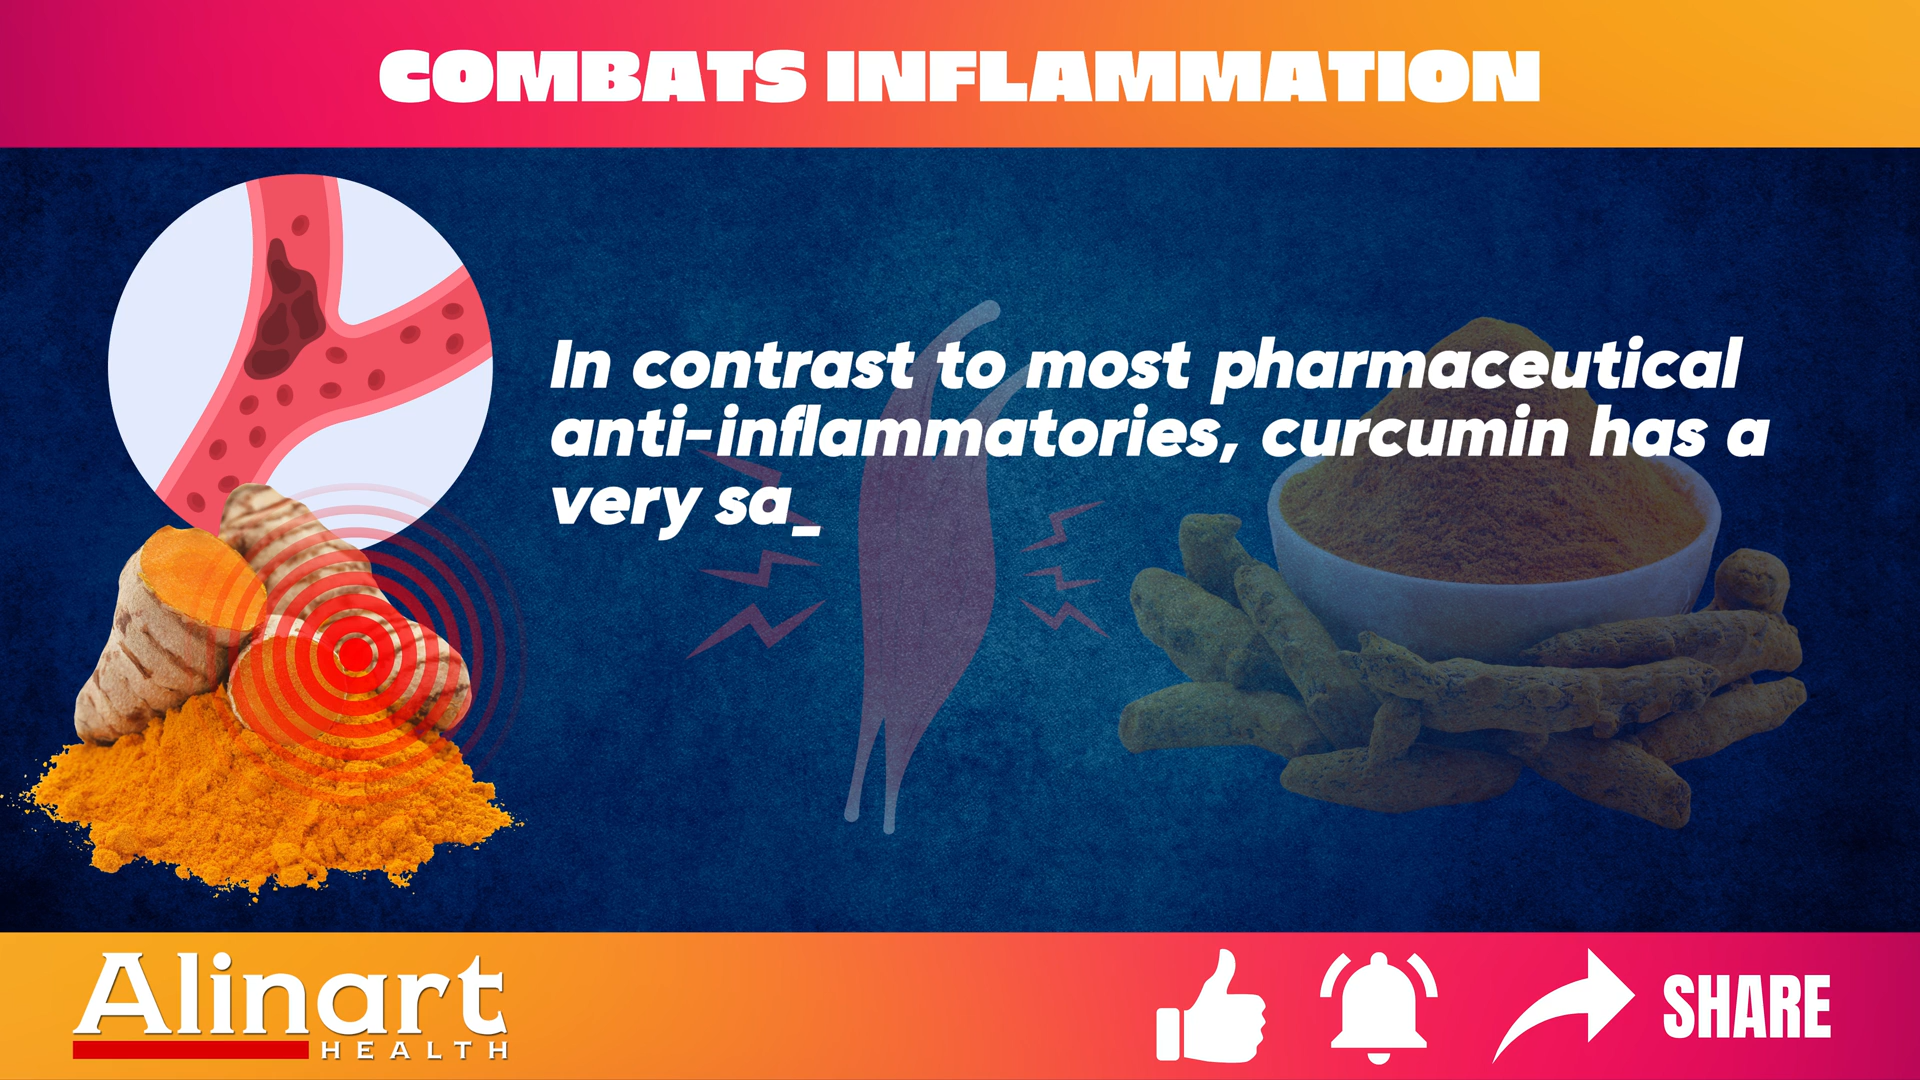 COMBATS INFLAMMATION
In contrast to most pharmaceutical
anti-inflammatories, curcumin has a
very sa_
Alinart
HEALTH
SHARE